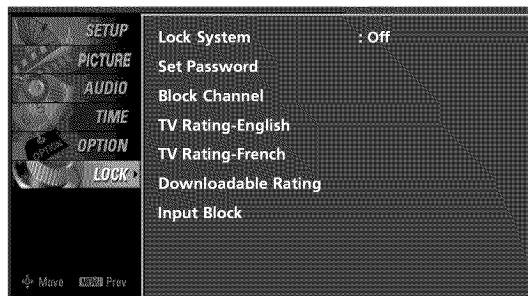 SETUP
PICTURE
AUDIO
TIME
OPTION
LOCK
Move MENU Prev
Lock System : Off
Set Password
Block Channel
TV Rating-English
TV Rating-French
Downloadable Rating
Input Block